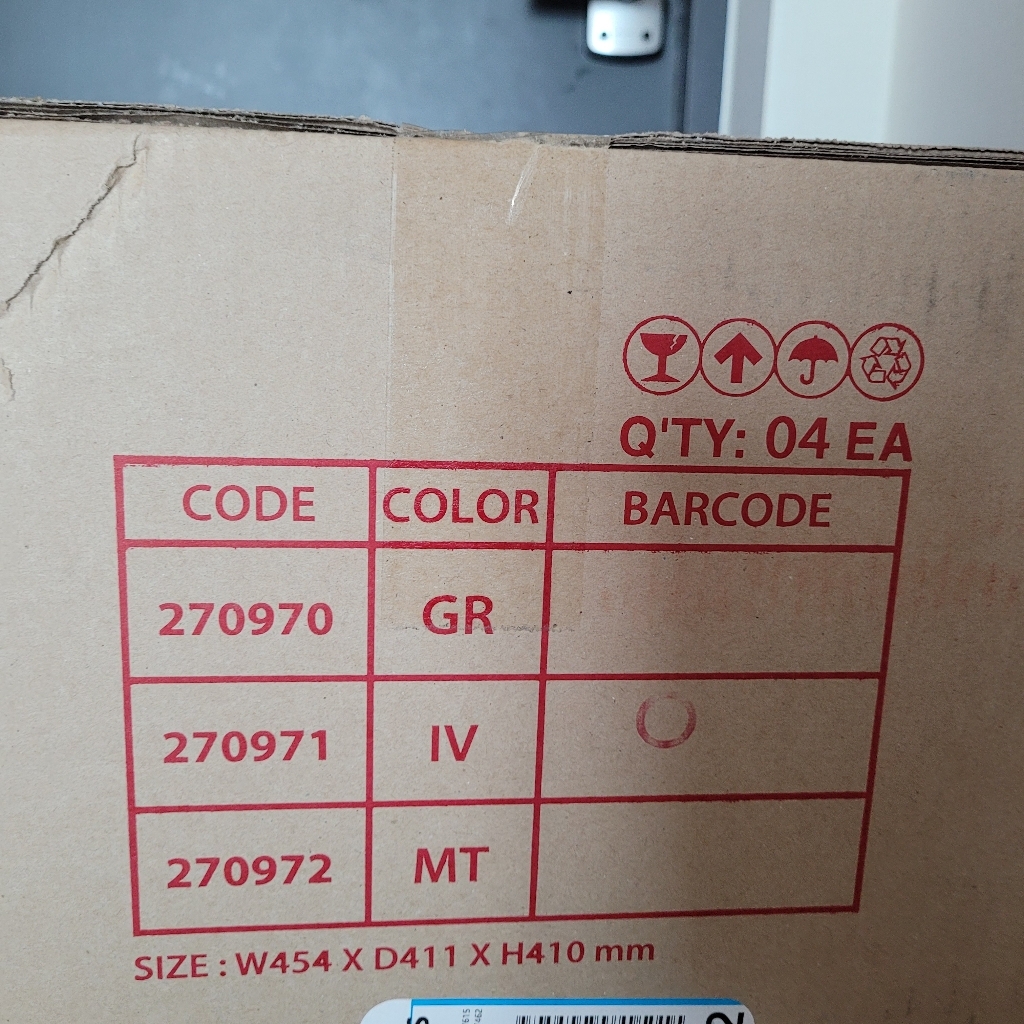 Q'TY: 04 EA
CODE COLOR BARCODE
270970 GR
270971 IV
270972 MT
SIZE : W454 X D411 X H410 mm